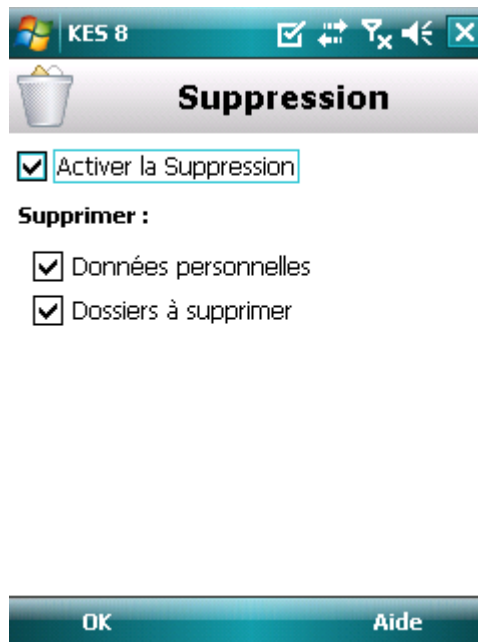 KES 8
Suppression
Activer la Suppression
Supprimer :
Données personnelles
Dossiers à supprimer
OK Aide